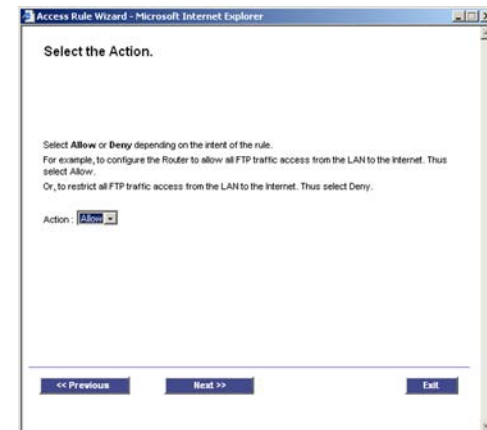 Access Rule Wizard - Microsoft Internet Explorer
Select the Action.
Select Allow or Deny depending on the intent of the rule.
For example, to configure the Router to allow all FTP traffic access from the LAN to the Internet. Thus
select Allow.
Or, to restrict all FTP traffic access from the LAN to the Internet. Thus select Deny.
Action : Allow
<< Previous Next >> Exit